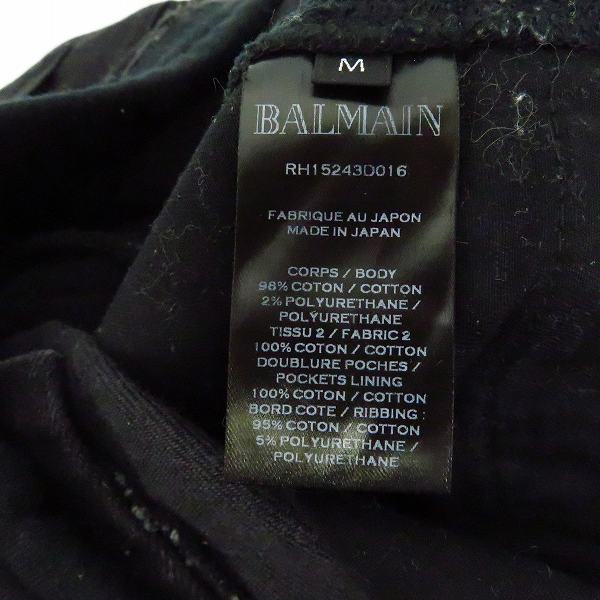 M
BALMAIN
RH15243D016
FABRIQUE AU JAPON
MADE IN JAPAN
CORPS / BODY
98% COTON / COTTON
2% POLYURETHANE /
POLYURETHANE
TISSU 2 / FABRIC 2
100% COTON / COTTON
DOUBLURE POCHES /
POCKETS LINING
100% COTON / COTTON
BORD COTE / RIBBING :
95% COTON / COTTON
5% POLYURETHANE /
POLYURETHANE